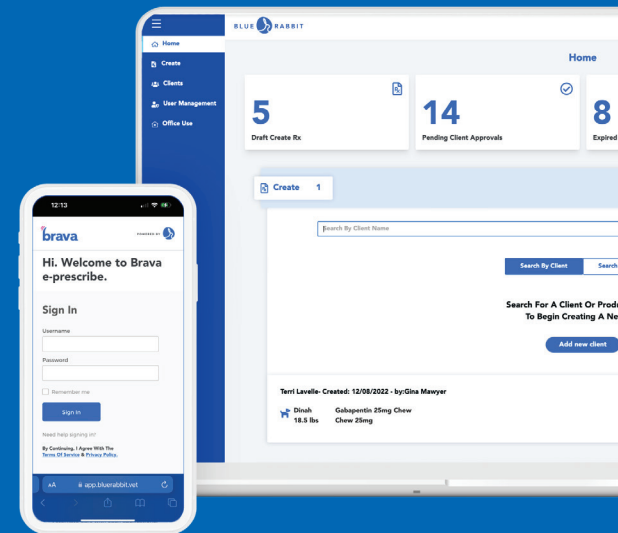 BLUE RABBIT
Home
Create
Clients
User Management
Office Use
Home
5
Draft Create Rx
14
Pending Client Approvals
8
Expired
Create 1
Search By Client Name
Search By Client
Search
Search For A Client Or Prod
To Begin Creating A Ne
Add new client
Terri Lavelle- Created: 12/08/2022 - by:Gina Mawyer
Dinah Gabapentin 25mg Chew
18.5 lbs Chew 25mg
12:13
brava
POWERED BY
Hi. Welcome to Brava
e-prescribe.
Sign In
Username
Password
Remember me
Sign In
Need help signing in?
By Continuing, I Agree With The
Terms Of Service & Privacy Policy.
AA app.bluerabbit.vet